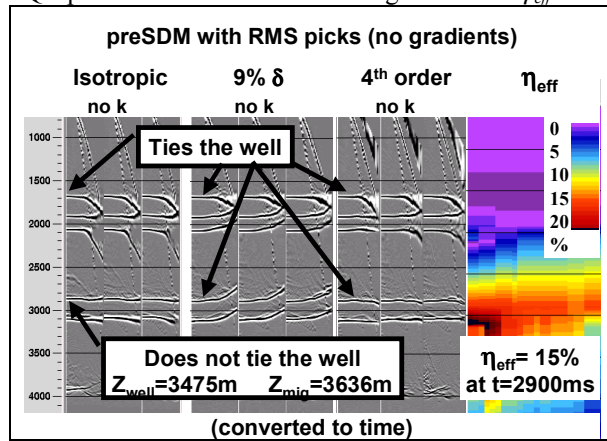 preSDM with RMS picks (no gradients)
Isotropic 9% δ 4th order ηeff
no k no k no k
1000
1500
2000
2500
3000
3500
4000
Ties the well
0
5
10
15
20
%
Does not tie the well
Zwell=3475m Zmig=3636m
ηeff= 15%
at t=2900ms
(converted to time)